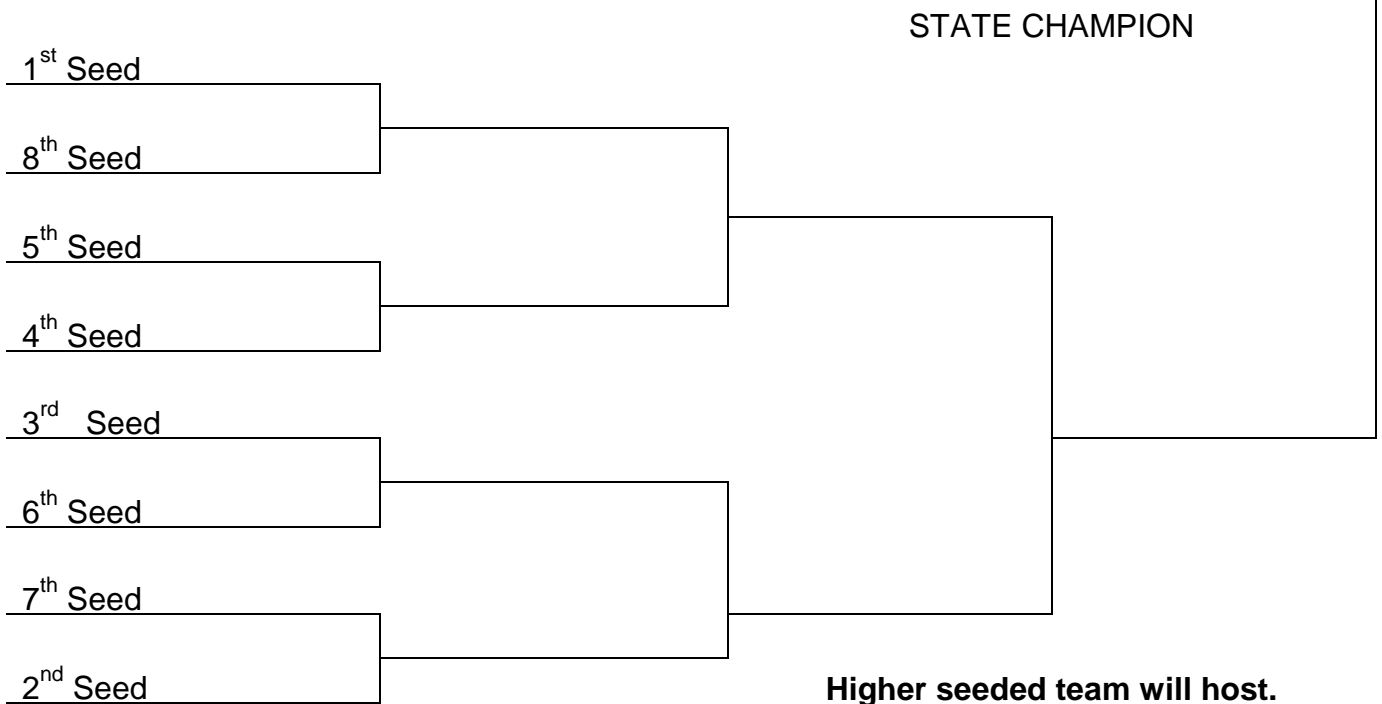 STATE CHAMPION
1st Seed
8th Seed
5th Seed
4th Seed
3rd Seed
6th Seed
7th Seed
2nd Seed
Higher seeded team will host.